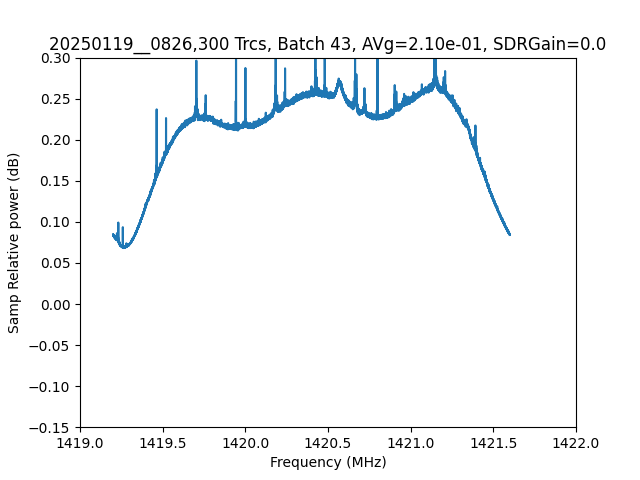 20250119__0826,300 Trcs, Batch 43, AVg=2.10e-01, SDRGain=0.0
0.30
0.25
0.20
0.15
0.10
0.05
0.00
−0.05
−0.10
−0.15
Samp Relative power (dB)
1419.0 1419.5 1420.0 1420.5 1421.0 1421.5 1422.0
Frequency (MHz)